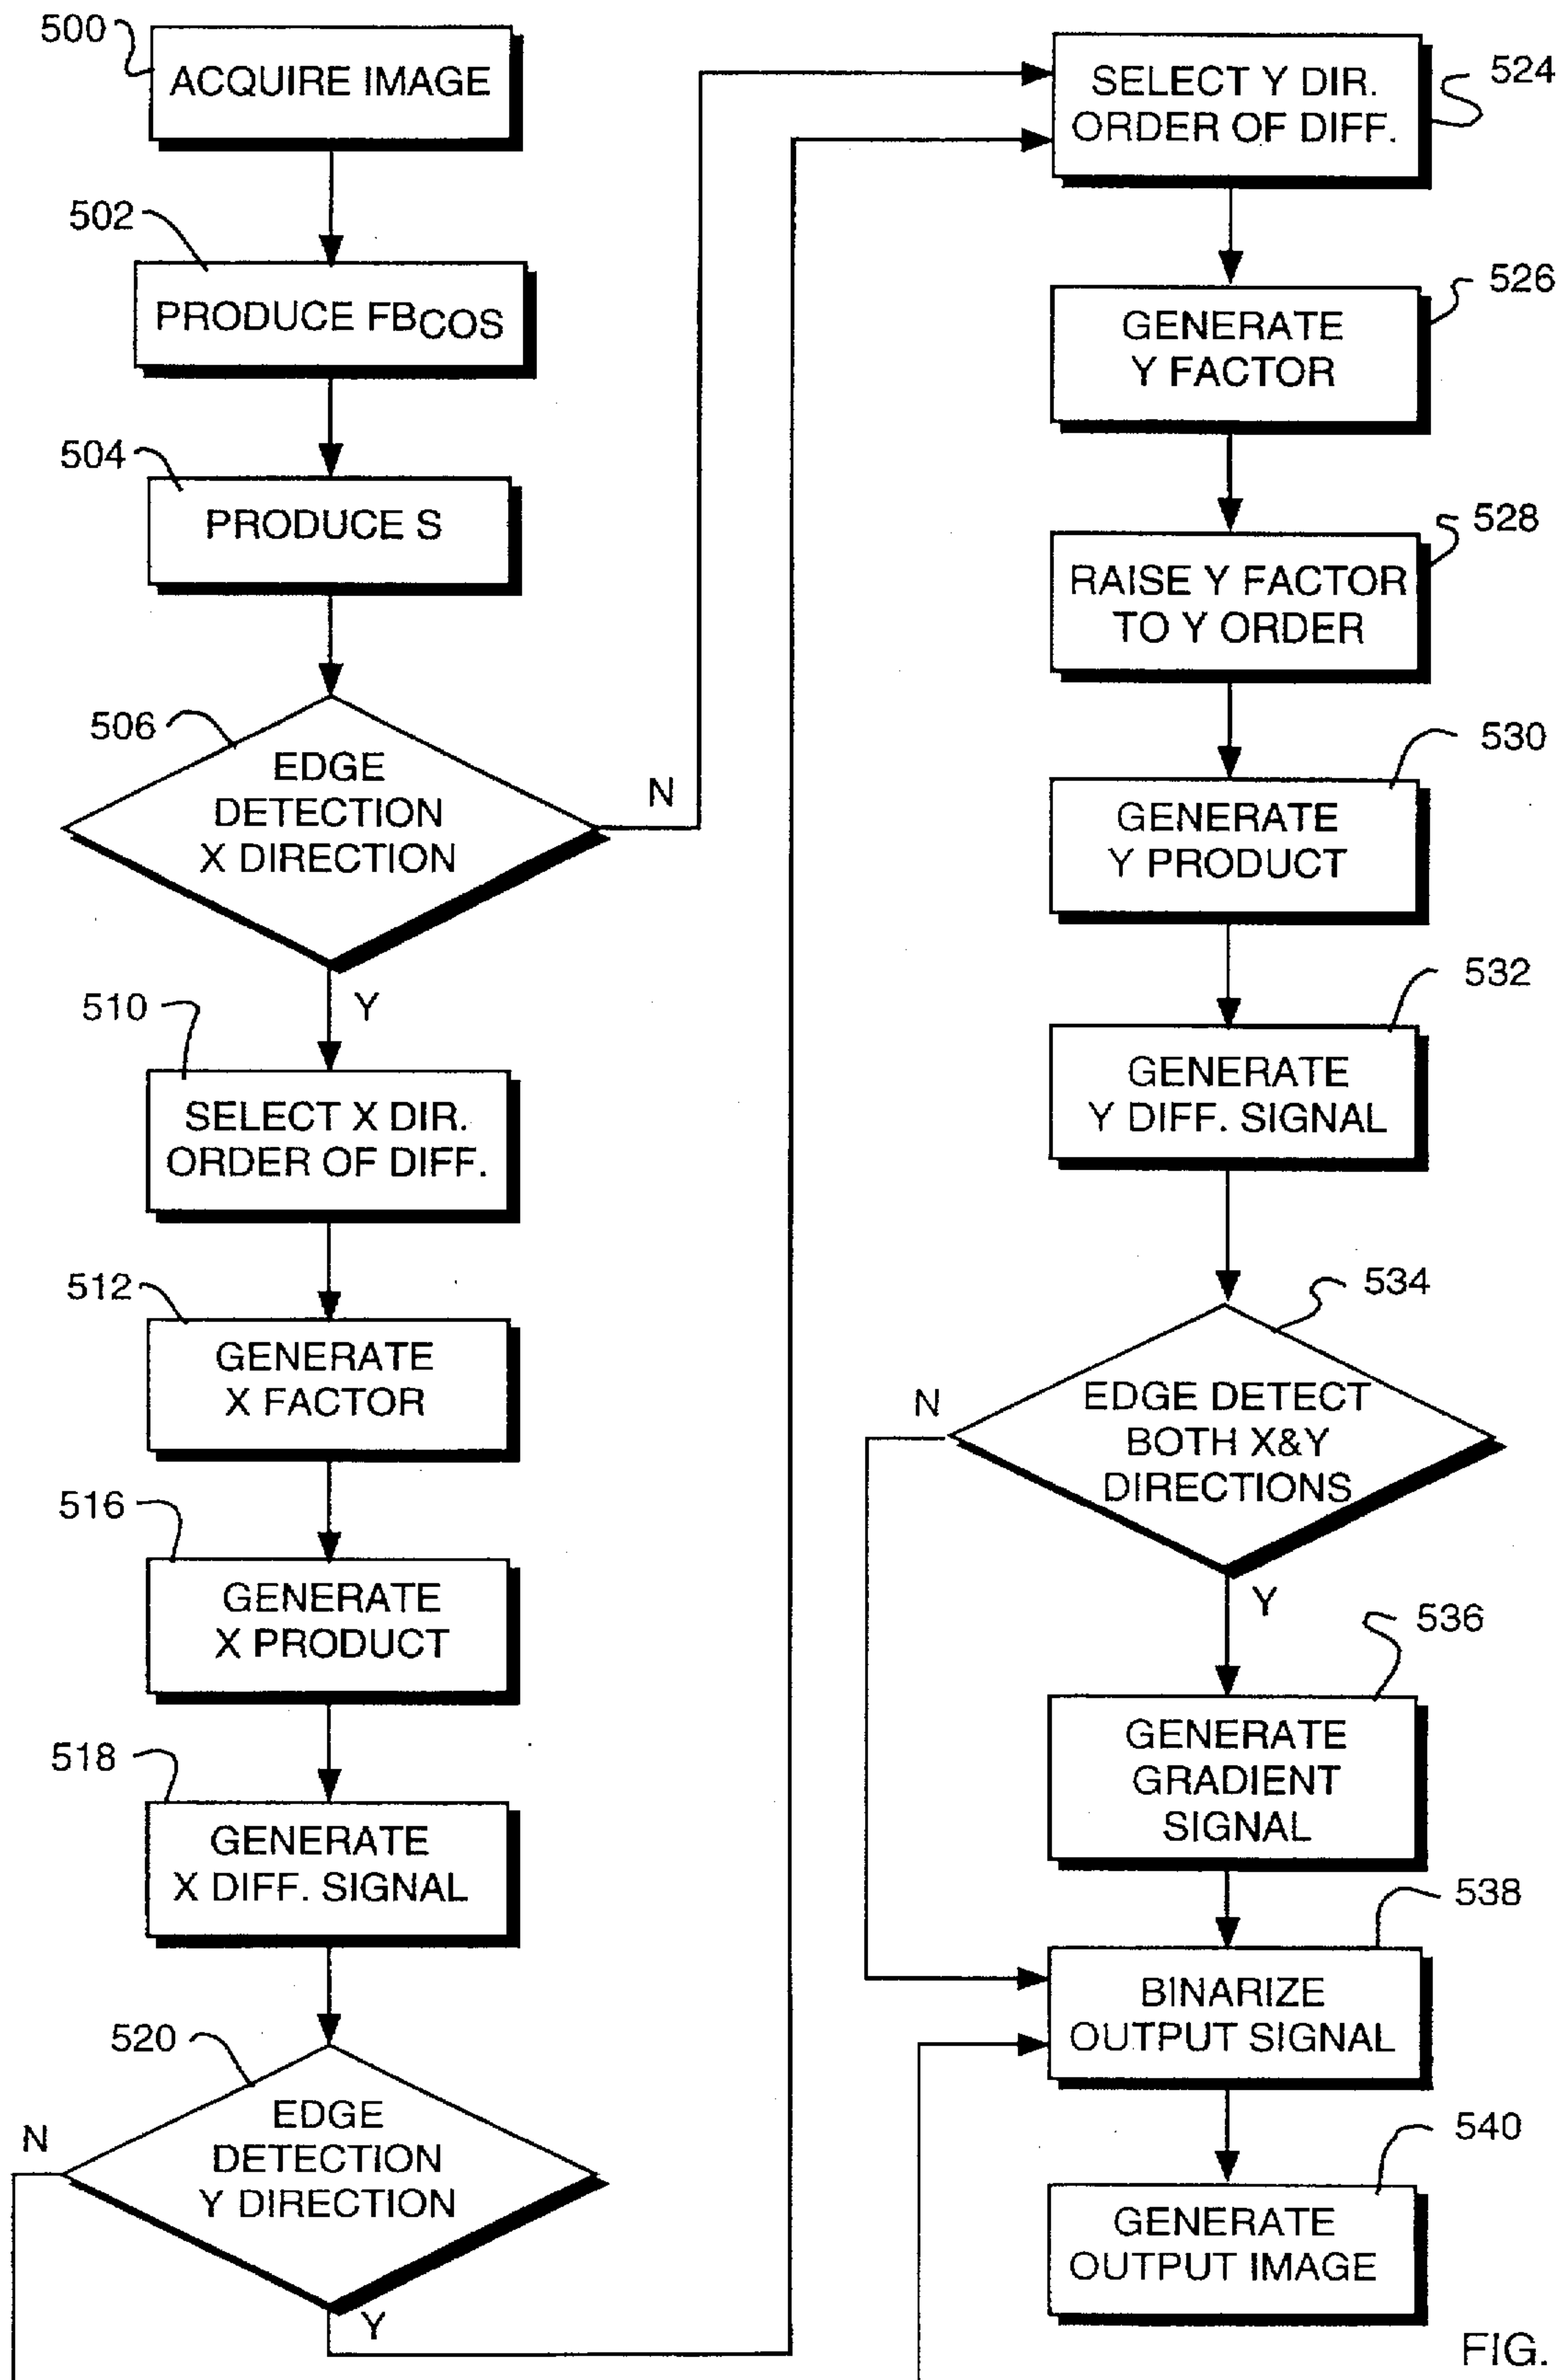 500
ACQUIRE IMAGE
502
PRODUCE FBCOS
504
PRODUCE S
506
EDGE
DETECTION
X DIRECTION
N
Y
510
SELECT X DIR.
ORDER OF DIFF.
512
GENERATE
X FACTOR
516
GENERATE
X PRODUCT
518
GENERATE
X DIFF. SIGNAL
520
EDGE
DETECTION
Y DIRECTION
N
Y
524
SELECT Y DIR.
ORDER OF DIFF.
526
GENERATE
Y FACTOR
528
RAISE Y FACTOR
TO Y ORDER
530
GENERATE
Y PRODUCT
532
GENERATE
Y DIFF. SIGNAL
534
EDGE DETECT
BOTH X&Y
DIRECTIONS
N
Y
536
GENERATE
GRADIENT
SIGNAL
538
BINARIZE
OUTPUT SIGNAL
540
GENERATE
OUTPUT IMAGE
FIG.